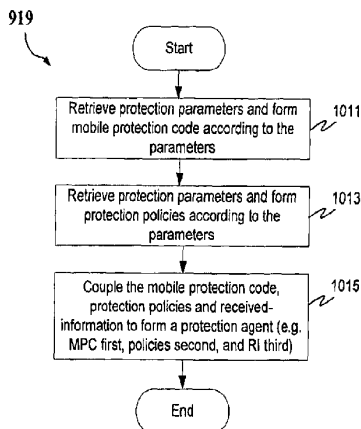 919
Start
Retrieve protection parameters and form
mobile protection code according to the
parameters
1011
Retrieve protection parameters and form
protection policies according to the
parameters
1013
Couple the mobile protection code,
protection policies and received-
information to form a protection agent (e.g.
MPC first, policies second, and RI third)
1015
End